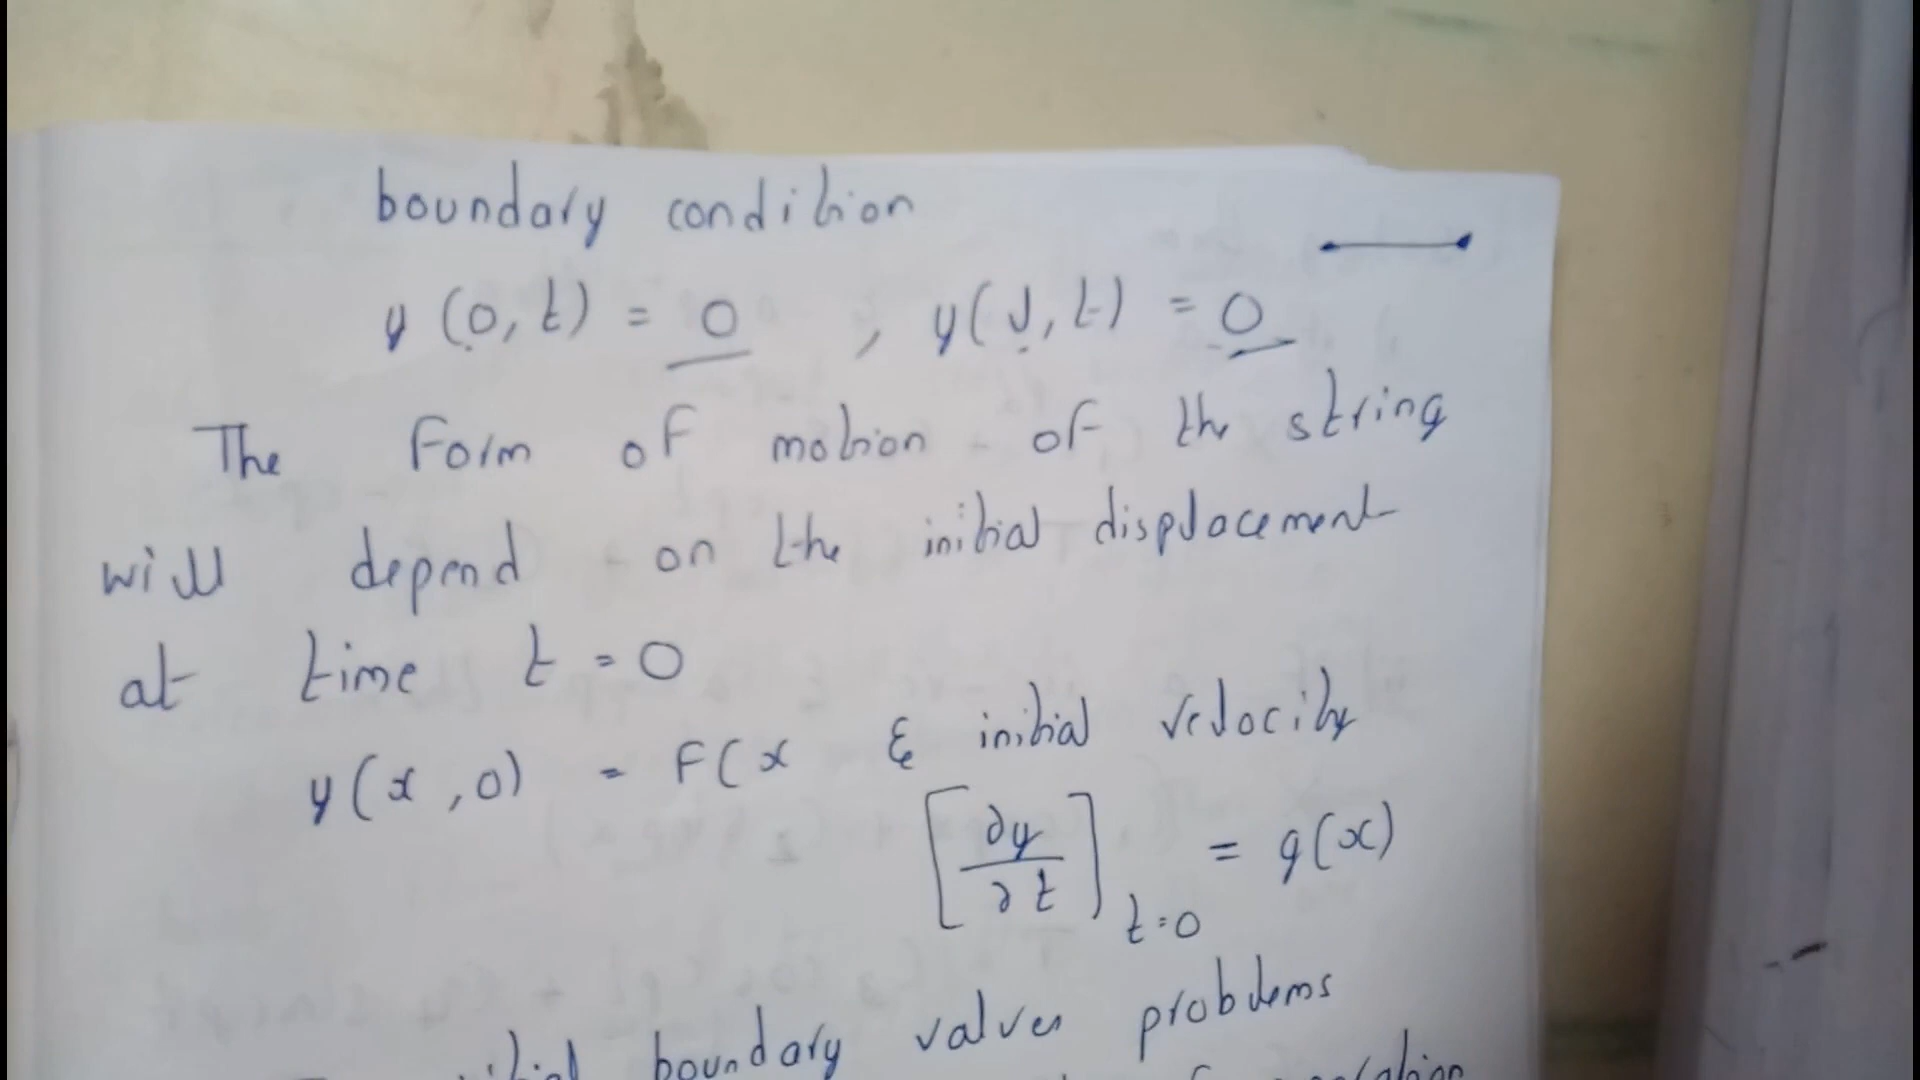 boundary condition
y (0, t) = 0 , y(l, t) = 0
The form of motion of the string
will depend on the initial displacement
at time t = 0
y(x, 0) = F(x & initial velocity
[∂y/∂t] t=0 = g(x)
boundary values problems